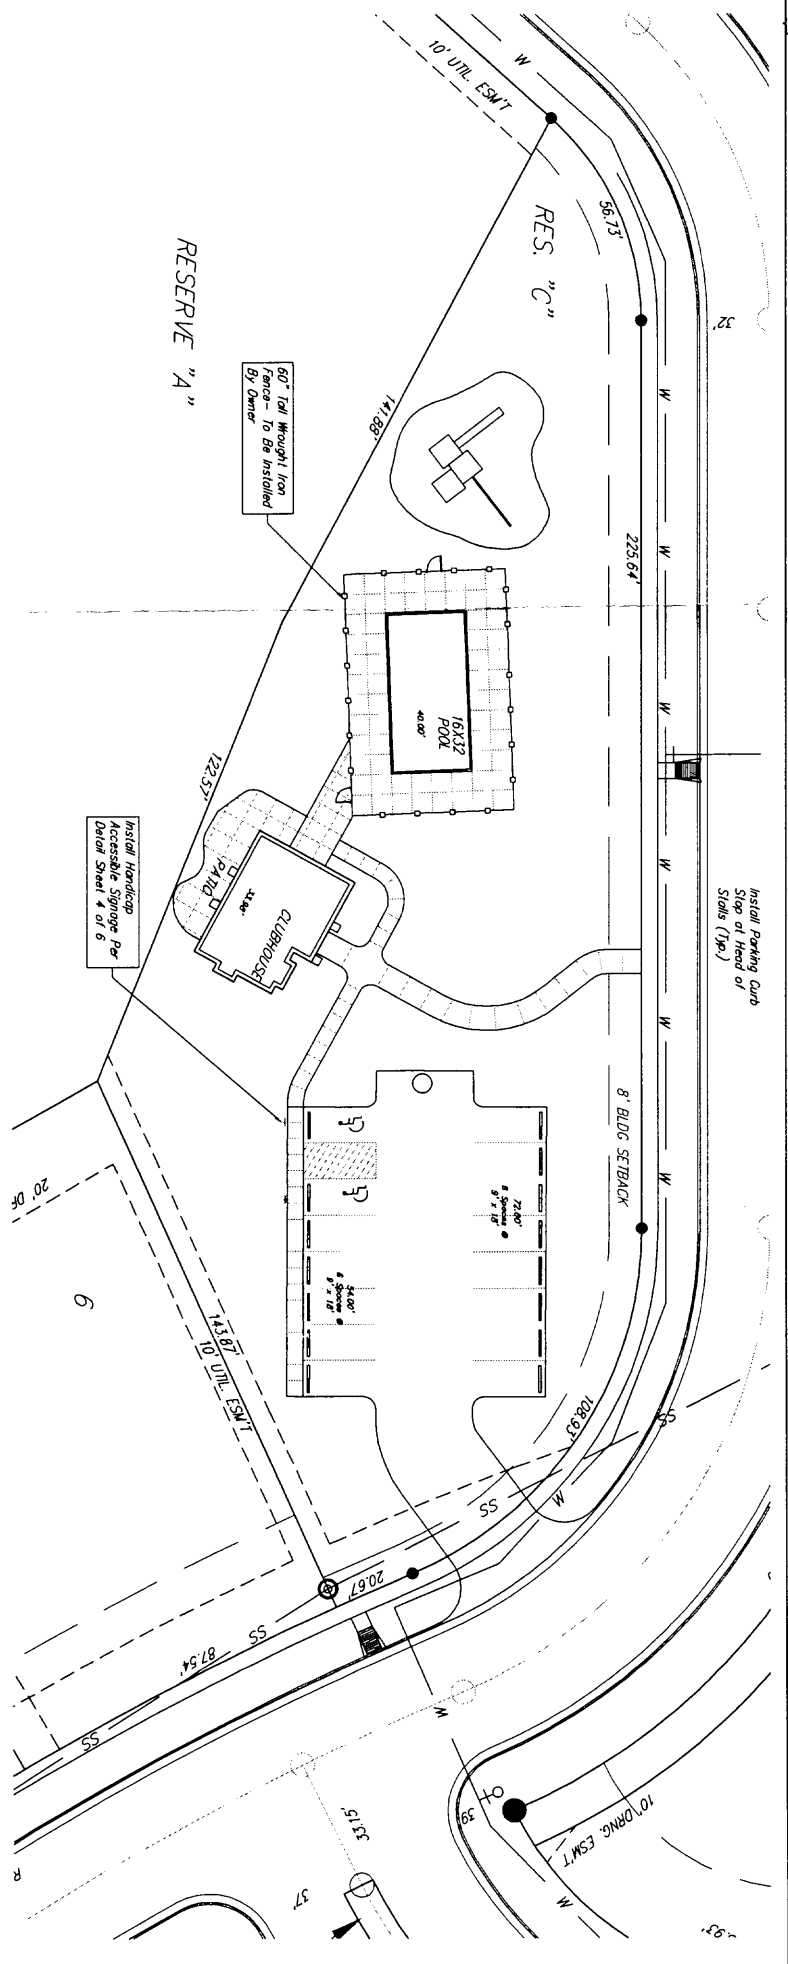 10' UTIL. ESM'T
W
56.73'
RES. "C"
32'
RESERVE "A"
60" Tall Wrought Iron
Fence- To Be Installed
By Owner
141.88'
W
W
225.64'
16X32
POOL
40.00'
W
W
122.57'
Install Handicap
Accessible Signage Per
Detail Sheet 4 of 6
PATIO
CLUBHOUSE
Install Parking Curb
Stop at Head of
Stalls (Typ.)
W
W
8' BLDG SETBACK
72.00'
8 Spaces @
9' x 18'
54.00'
6 Spaces @
9' x 18'
20' DR
6
143.87'
10' UTIL. ESM'T
108.93'
SS
SS
W
20.67'
SS
87.54'
SS
W
39
10' DRNG. ESM'T
33.15'
37'
W
R
.93'